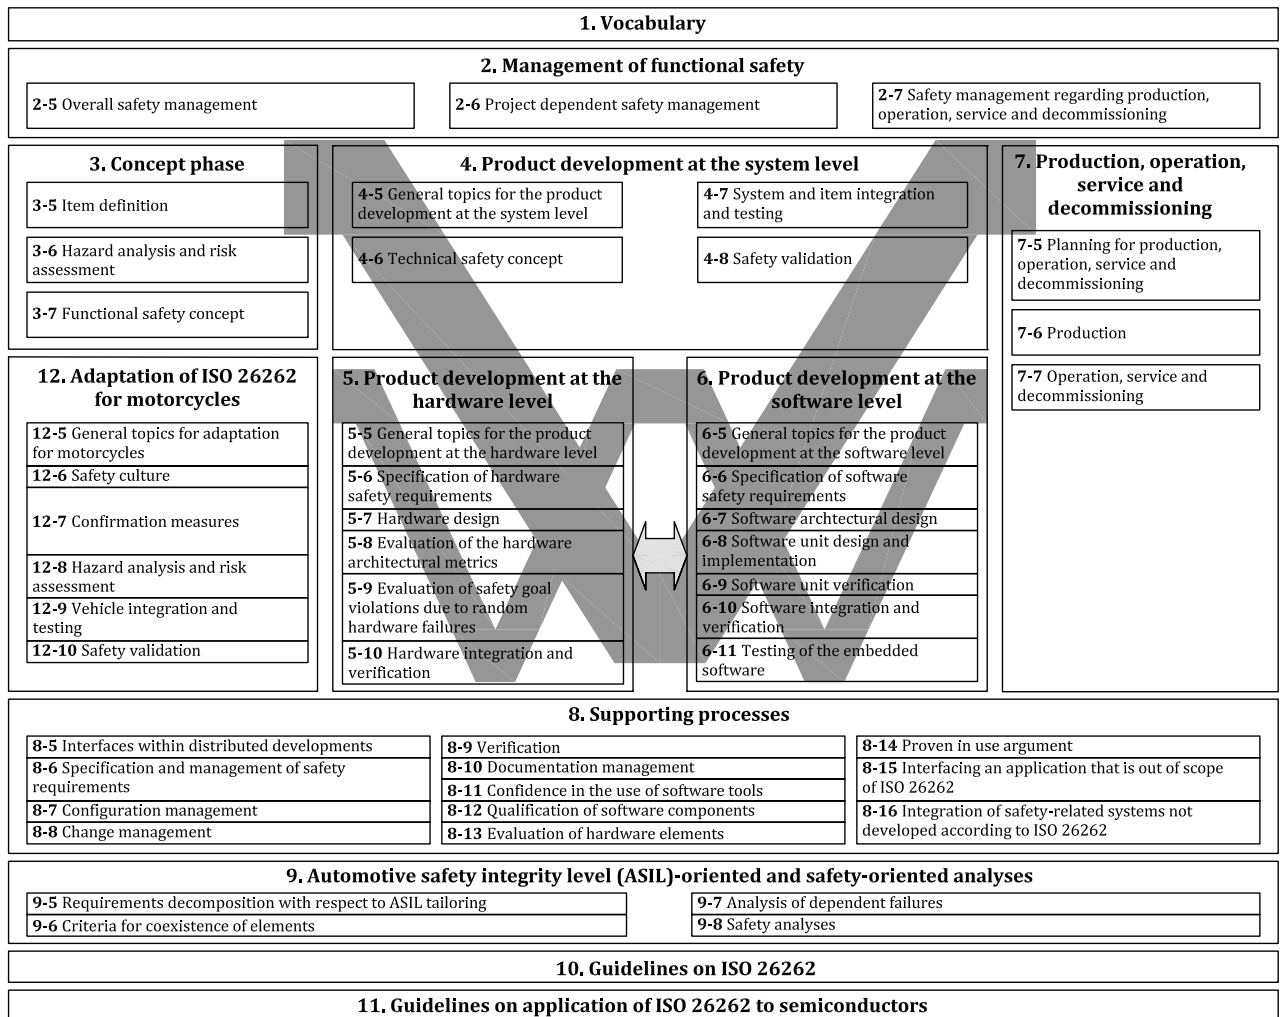 1. Vocabulary
2. Management of functional safety
2-5 Overall safety management
2-6 Project dependent safety management
2-7 Safety management regarding production,
operation, service and decommissioning
3. Concept phase
3-5 Item definition
3-6 Hazard analysis and risk
assessment
3-7 Functional safety concept
4. Product development at the system level
4-5 General topics for the product
development at the system level
4-6 Technical safety concept
4-7 System and item integration
and testing
4-8 Safety validation
7. Production, operation,
service and
decommissioning
7-5 Planning for production,
operation, service and
decommissioning
7-6 Production
7-7 Operation, service and
decommissioning
12. Adaptation of ISO 26262
for motorcycles
12-5 General topics for adaptation
for motorcycles
12-6 Safety culture
12-7 Confirmation measures
12-8 Hazard analysis and risk
assessment
12-9 Vehicle integration and
testing
12-10 Safety validation
5. Product development at the
hardware level
5-5 General topics for the product
development at the hardware level
5-6 Specification of hardware
safety requirements
5-7 Hardware design
5-8 Evaluation of the hardware
architectural metrics
5-9 Evaluation of safety goal
violations due to random
hardware failures
5-10 Hardware integration and
verification
6. Product development at the
software level
6-5 General topics for the product
development at the software level
6-6 Specification of software
safety requirements
6-7 Software archtectural design
6-8 Software unit design and
implementation
6-9 Software unit verification
6-10 Software integration and
verification
6-11 Testing of the embedded
software
8. Supporting processes
8-5 Interfaces within distributed developments
8-6 Specification and management of safety
requirements
8-7 Configuration management
8-8 Change management
8-9 Verification
8-10 Documentation management
8-11 Confidence in the use of software tools
8-12 Qualification of software components
8-13 Evaluation of hardware elements
8-14 Proven in use argument
8-15 Interfacing an application that is out of scope
of ISO 26262
8-16 Integration of safety-related systems not
developed according to ISO 26262
9. Automotive safety integrity level (ASIL)-oriented and safety-oriented analyses
9-5 Requirements decomposition with respect to ASIL tailoring
9-6 Criteria for coexistence of elements
9-7 Analysis of dependent failures
9-8 Safety analyses
10. Guidelines on ISO 26262
11. Guidelines on application of ISO 26262 to semiconductors